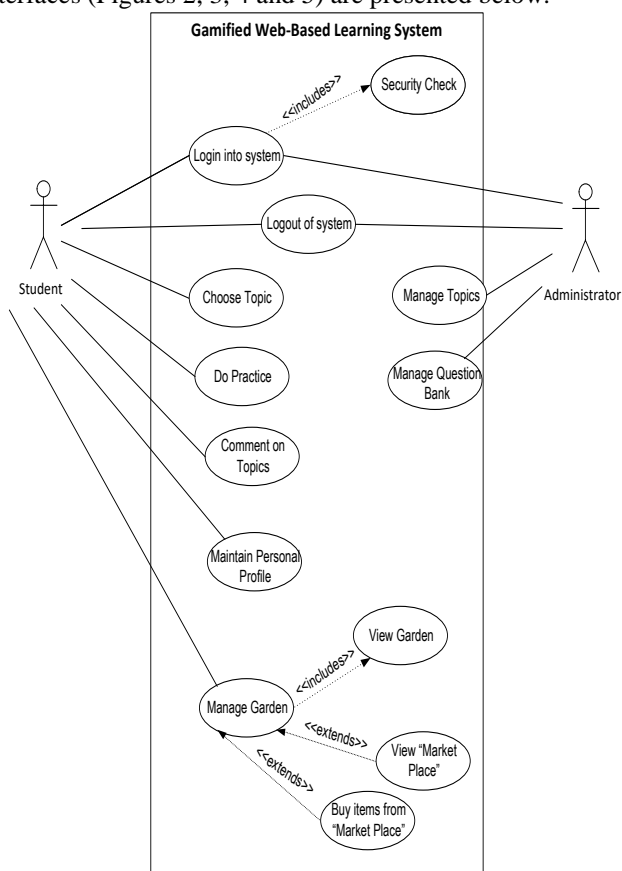 terfaces (Figures 2, 3, 4 and 5) are presented below.
Gamified Web-Based Learning System
Security Check
<<includes>>
Login into system
Logout of system
Student
Administrator
Choose Topic
Manage Topics
Do Practice
Manage Question
Bank
Comment on
Topics
Maintain Personal
Profile
View Garden
<<includes>>
Manage Garden
<<extends>>
View “Market
Place”
<<extends>>
Buy items from
“Market Place”